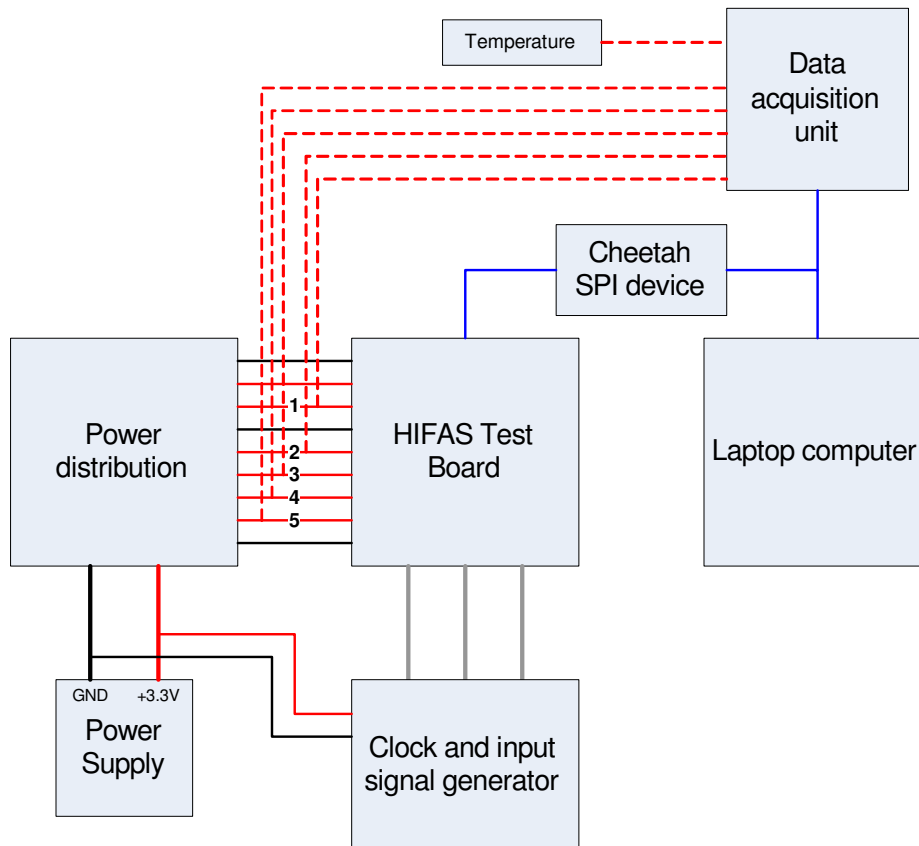 Temperature
Data
acquisition
unit
Cheetah
SPI device
Power
distribution
1
2
3
4
5
HIFAS Test
Board
Laptop computer
GND
+3.3V
Power
Supply
Clock and input
signal generator